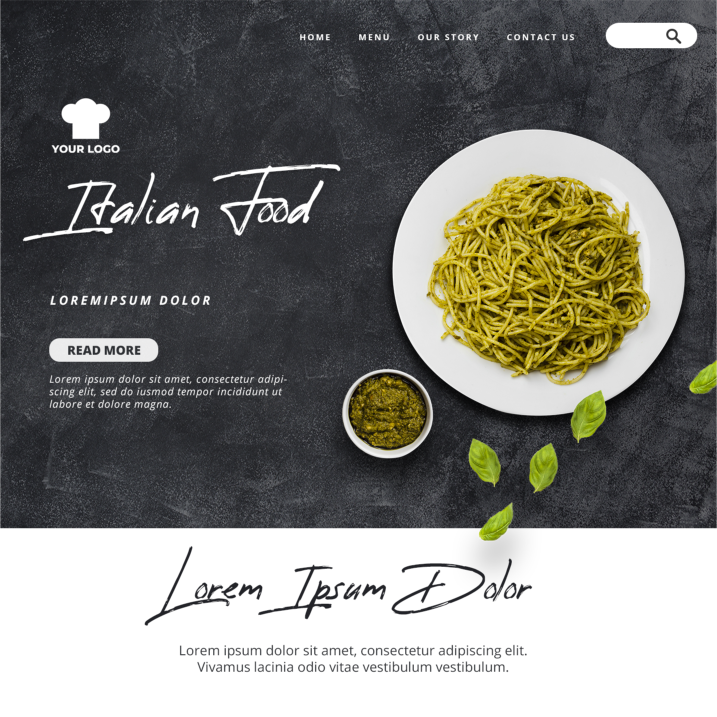 HOME MENU OUR STORY CONTACT US
YOUR LOGO
Italian Food
LOREMIPSUM DOLOR
READ MORE
Lorem ipsum dolor sit amet, consectetur adipi-
scing elit, sed do iusmod tempor incididunt ut
labore et dolore magna.
Lorem Ipsum Dolor
Lorem ipsum dolor sit amet, consectetur adipiscing elit.
Vivamus lacinia odio vitae vestibulum vestibulum.